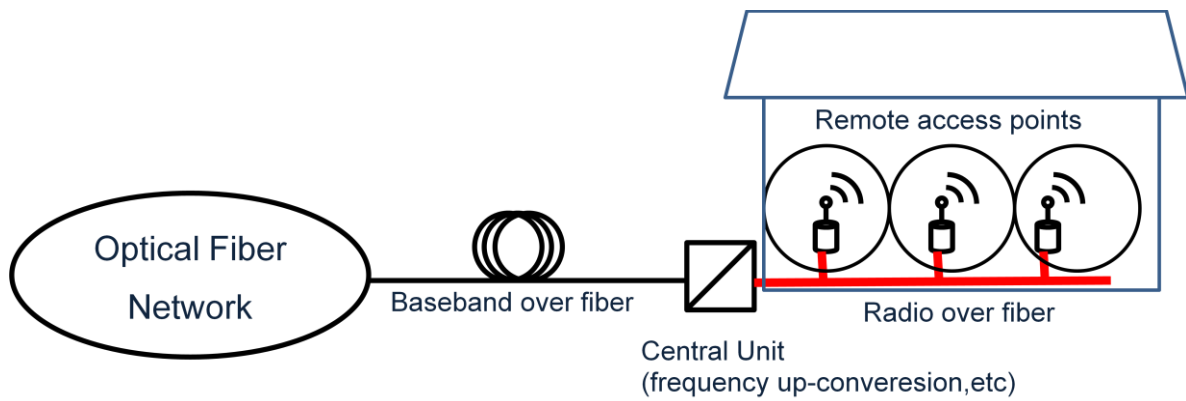 Remote access points
Optical Fiber
Network
Baseband over fiber
Radio over fiber
Central Unit
(frequency up-converesion,etc)